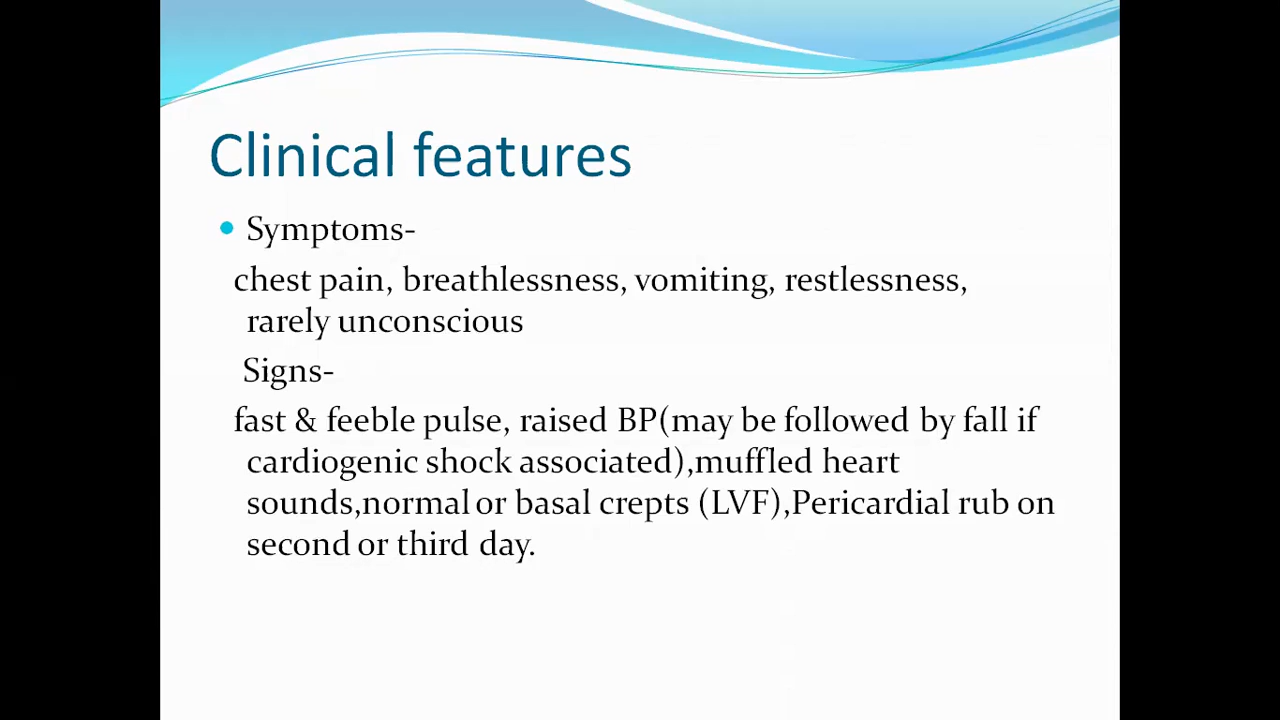 Clinical features
Symptoms-
chest pain, breathlessness, vomiting, restlessness,
rarely unconscious
Signs-
fast & feeble pulse, raised BP(may be followed by fall if
cardiogenic shock associated),muffled heart
sounds,normal or basal crepts (LVF),Pericardial rub on
second or third day.